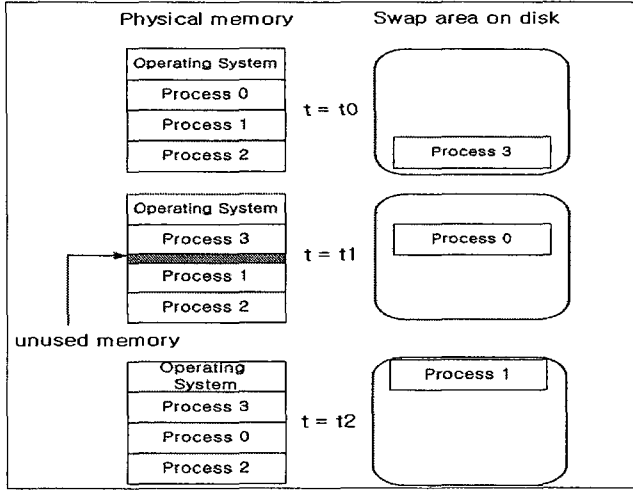 Physical memory
Swap area on disk
Operating System
Process 0
Process 1
Process 2
t = t0
Process 3
Operating System
Process 3
Process 1
Process 2
t = t1
Process 0
unused memory
Operating
System
Process 3
Process 0
Process 2
t = t2
Process 1